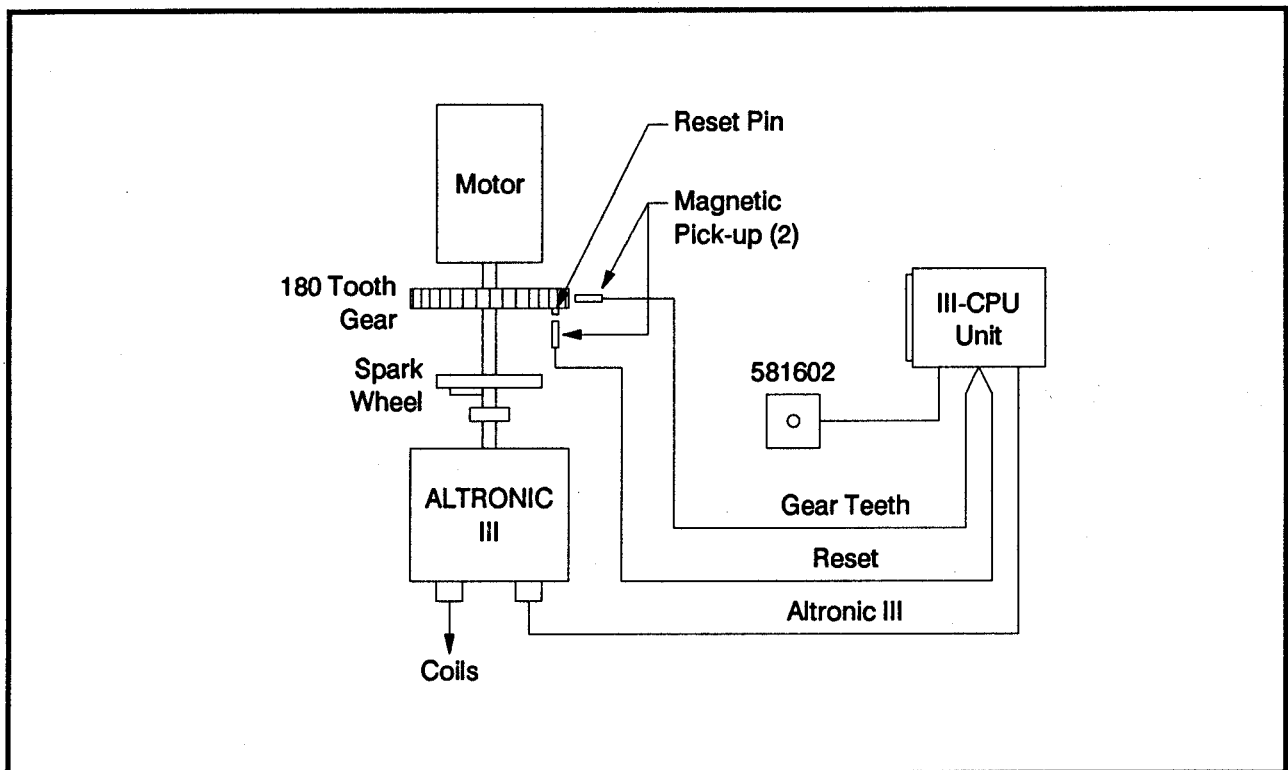 Reset Pin
Motor
Magnetic
Pick-up (2)
180 Tooth
Gear
III-CPU
Unit
Spark
Wheel
581602
ALTRONIC
III
Gear Teeth
Reset
Altronic III
Coils